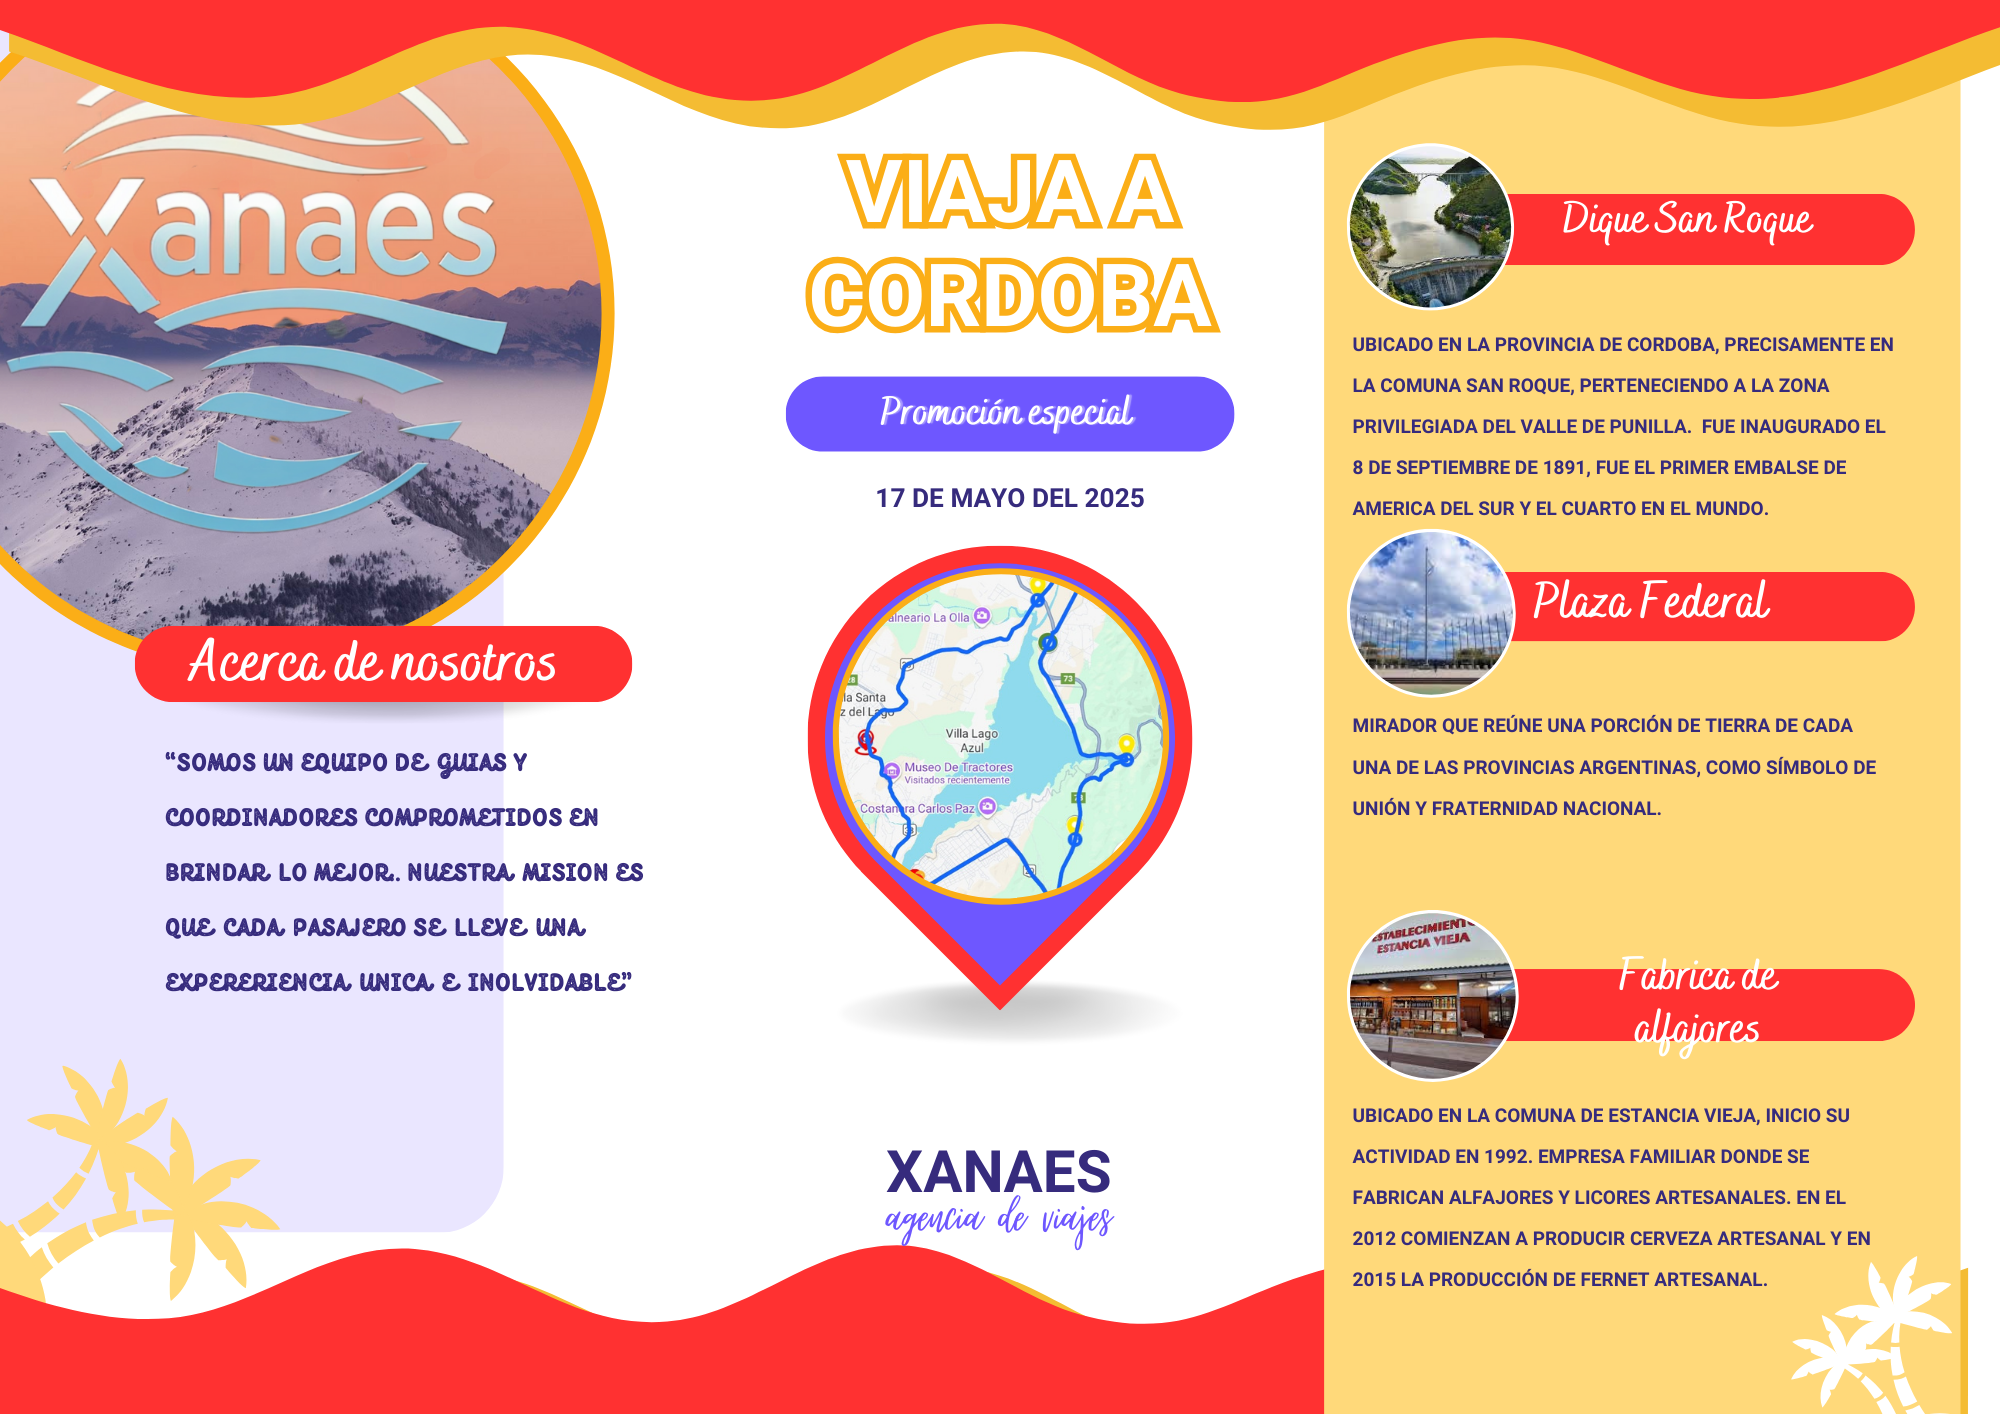 Xanaes
Acerca de nosotros
“SOMOS UN EQUIPO DE GUIAS Y
COORDINADORES COMPROMETIDOS EN
BRINDAR LO MEJOR. NUESTRA MISION ES
QUE CADA PASAJERO SE LLEVE UNA
EXPERERIENCIA UNICA E INOLVIDABLE”
VIAJA A
CORDOBA
Promoción especial
17 DE MAYO DEL 2025
alneario La Olla
73
la Santa
z del Lago
Villa Lago
Azul
Museo De Tractores
Visitados recientemente
Costanera Carlos Paz
XANAES
agencia de viajes
Dique San Roque
UBICADO EN LA PROVINCIA DE CORDOBA, PRECISAMENTE EN
LA COMUNA SAN ROQUE, PERTENECIENDO A LA ZONA
PRIVILEGIADA DEL VALLE DE PUNILLA.  FUE INAUGURADO EL
8 DE SEPTIEMBRE DE 1891, FUE EL PRIMER EMBALSE DE
AMERICA DEL SUR Y EL CUARTO EN EL MUNDO.
Plaza Federal
MIRADOR QUE REÚNE UNA PORCIÓN DE TIERRA DE CADA
UNA DE LAS PROVINCIAS ARGENTINAS, COMO SÍMBOLO DE
UNIÓN Y FRATERNIDAD NACIONAL.
ESTABLECIMIENTO
ESTANCIA VIEJA
Fabrica de
alfajores
UBICADO EN LA COMUNA DE ESTANCIA VIEJA, INICIO SU
ACTIVIDAD EN 1992. EMPRESA FAMILIAR DONDE SE
FABRICAN ALFAJORES Y LICORES ARTESANALES. EN EL
2012 COMIENZAN A PRODUCIR CERVEZA ARTESANAL Y EN
2015 LA PRODUCCIÓN DE FERNET ARTESANAL.